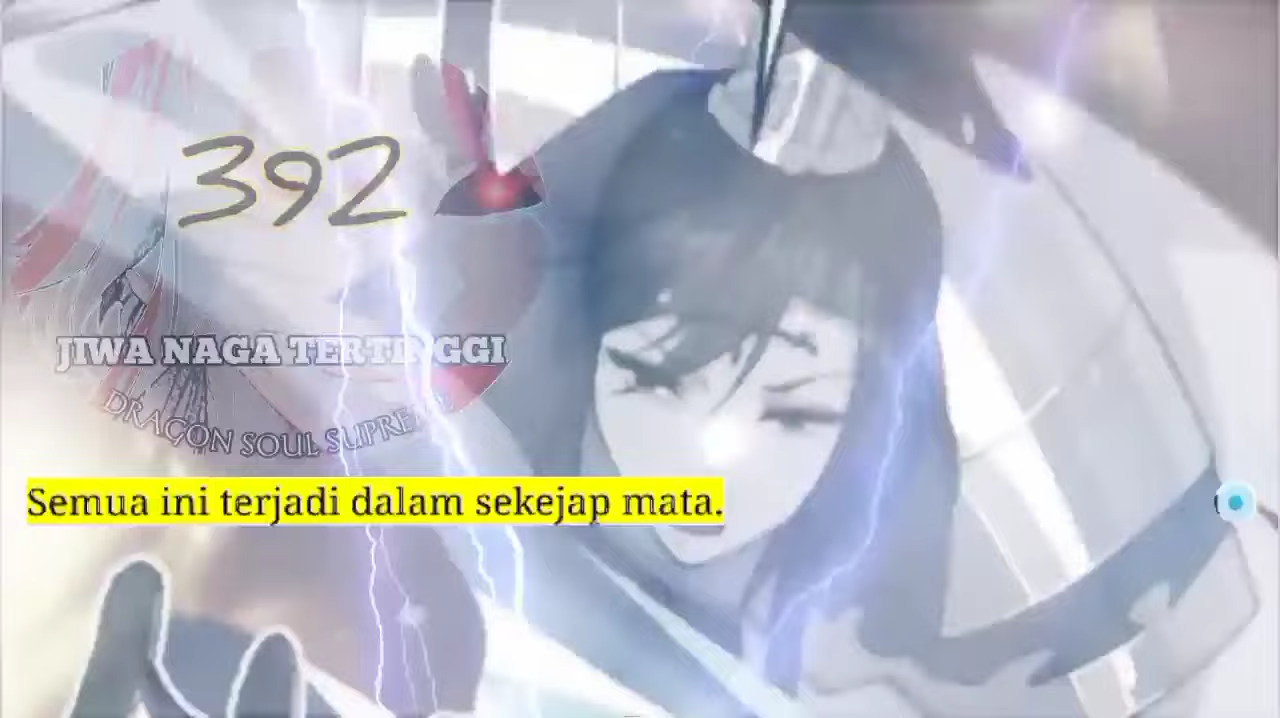 392
JIWA NAGA TERTINGGI
DRAGON SOUL SUPREME
Semua ini terjadi dalam sekejap mata.